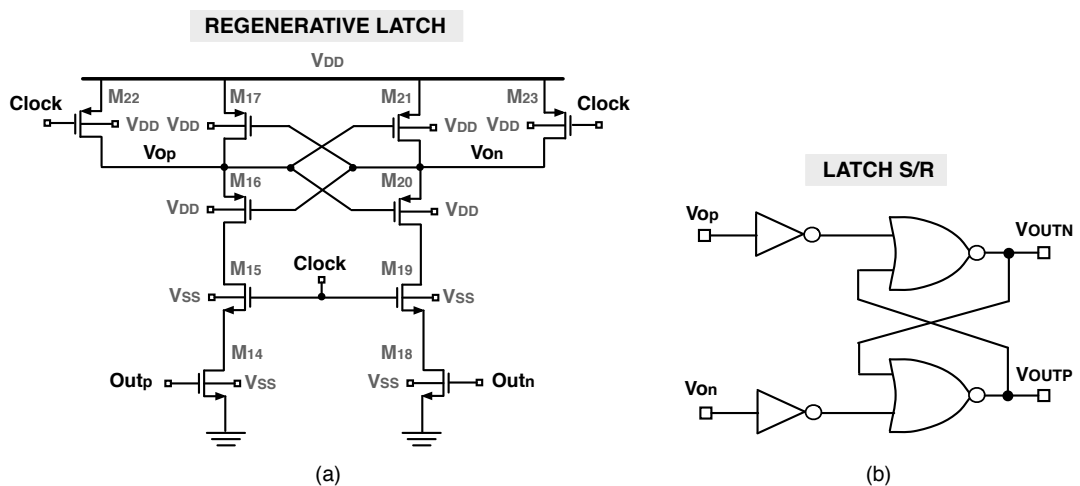 REGENERATIVE LATCH
VDD
M22 M17 M21 M23
Clock Clock
VDD VDD VDD VDD
Vop Von
M16 M20
VDD VDD
M15 Clock M19
VSS VSS
M14 M18
Outp VSS VSS Outn
(a)
LATCH S/R
Vop VOUTN
Von VOUTP
(b)